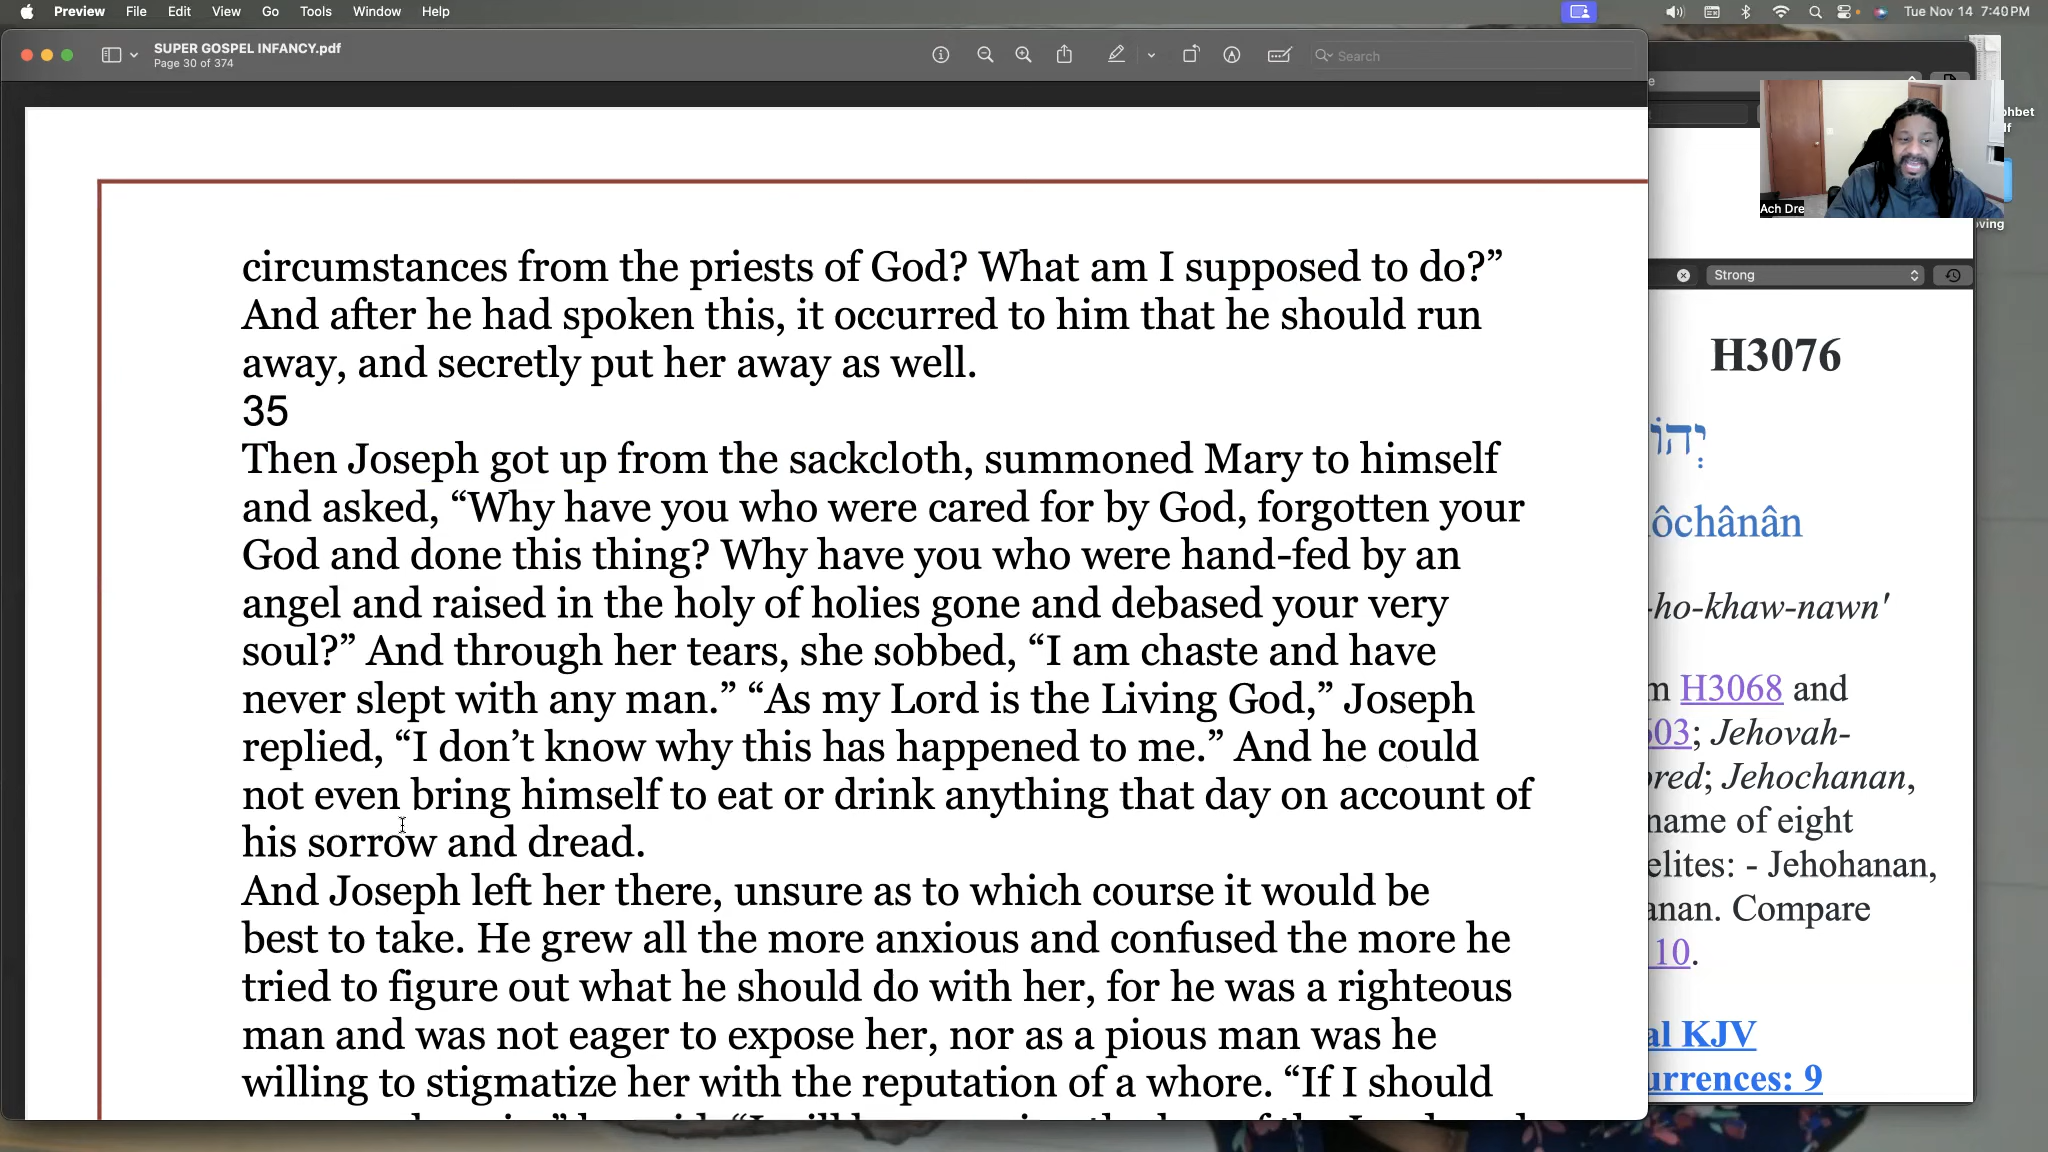 Preview File Edit View Go Tools Window Help
Tue Nov 14 7:40 PM
SUPER GOSPEL INFANCY.pdf
Page 30 of 374
Search
Ach Dre
circumstances from the priests of God? What am I supposed to do?”
And after he had spoken this, it occurred to him that he should run
away, and secretly put her away as well.
35
Then Joseph got up from the sackcloth, summoned Mary to himself
and asked, “Why have you who were cared for by God, forgotten your
God and done this thing? Why have you who were hand-fed by an
angel and raised in the holy of holies gone and debased your very
soul?” And through her tears, she sobbed, “I am chaste and have
never slept with any man.” “As my Lord is the Living God,” Joseph
replied, “I don’t know why this has happened to me.” And he could
not even bring himself to eat or drink anything that day on account of
his sorrow and dread.
And Joseph left her there, unsure as to which course it would be
best to take. He grew all the more anxious and confused the more he
tried to figure out what he should do with her, for he was a righteous
man and was not eager to expose her, nor as a pious man was he
willing to stigmatize her with the reputation of a whore. “If I should
Strong
H3076
יְהוֹ
ôchânân
-ho-khaw-nawn'
H3068 and
03; Jehovah-
ored; Jehochanan,
name of eight
elites: - Jehohanan,
anan. Compare
10.
al KJV
urrences: 9